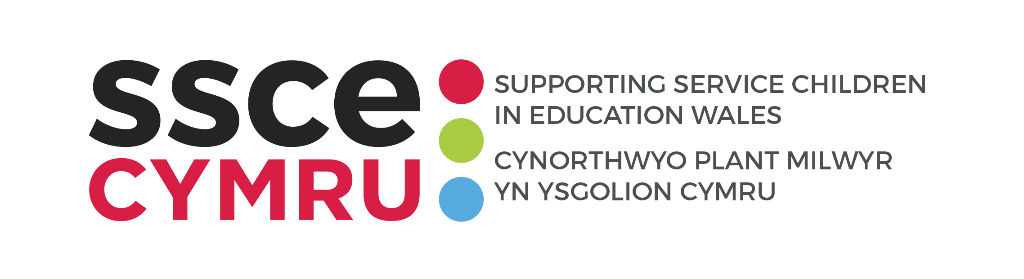 ssce
CYMRU
SUPPORTING SERVICE CHILDREN
IN EDUCATION WALES
CYNORTHWYO PLANT MILWYR
YN YSGOLION CYMRU